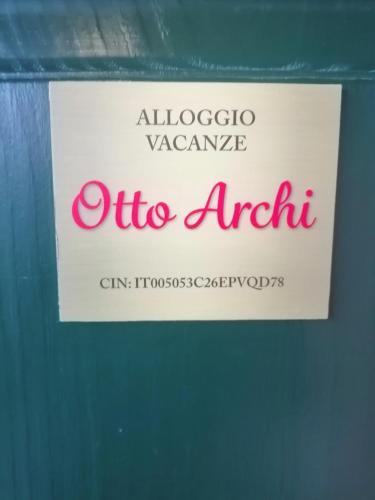 ALLOGGIO
VACANZE
Otto Archi
CIN: IT005053C26EPVQD78